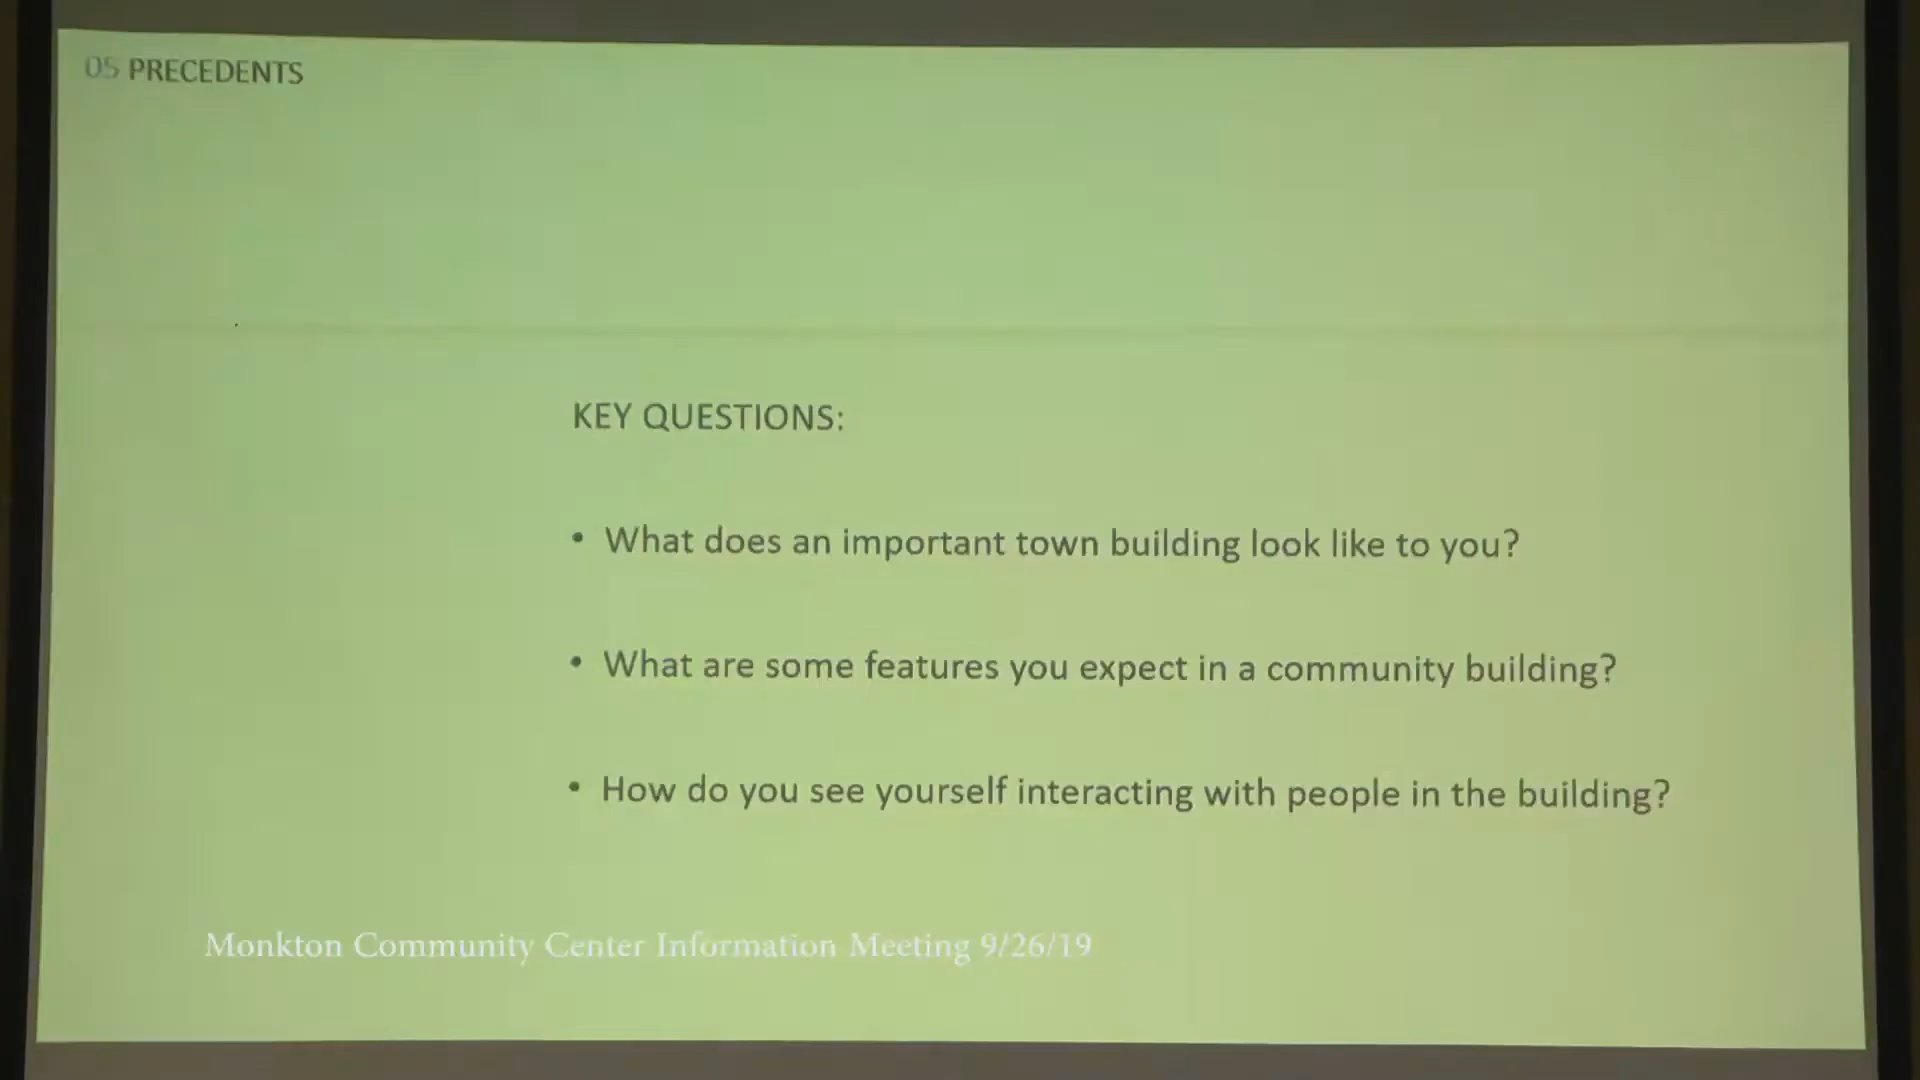 05 PRECEDENTS
KEY QUESTIONS:
• What does an important town building look like to you?
• What are some features you expect in a community building?
• How do you see yourself interacting with people in the building?
Monkton Community Center Information Meeting 9/26/19